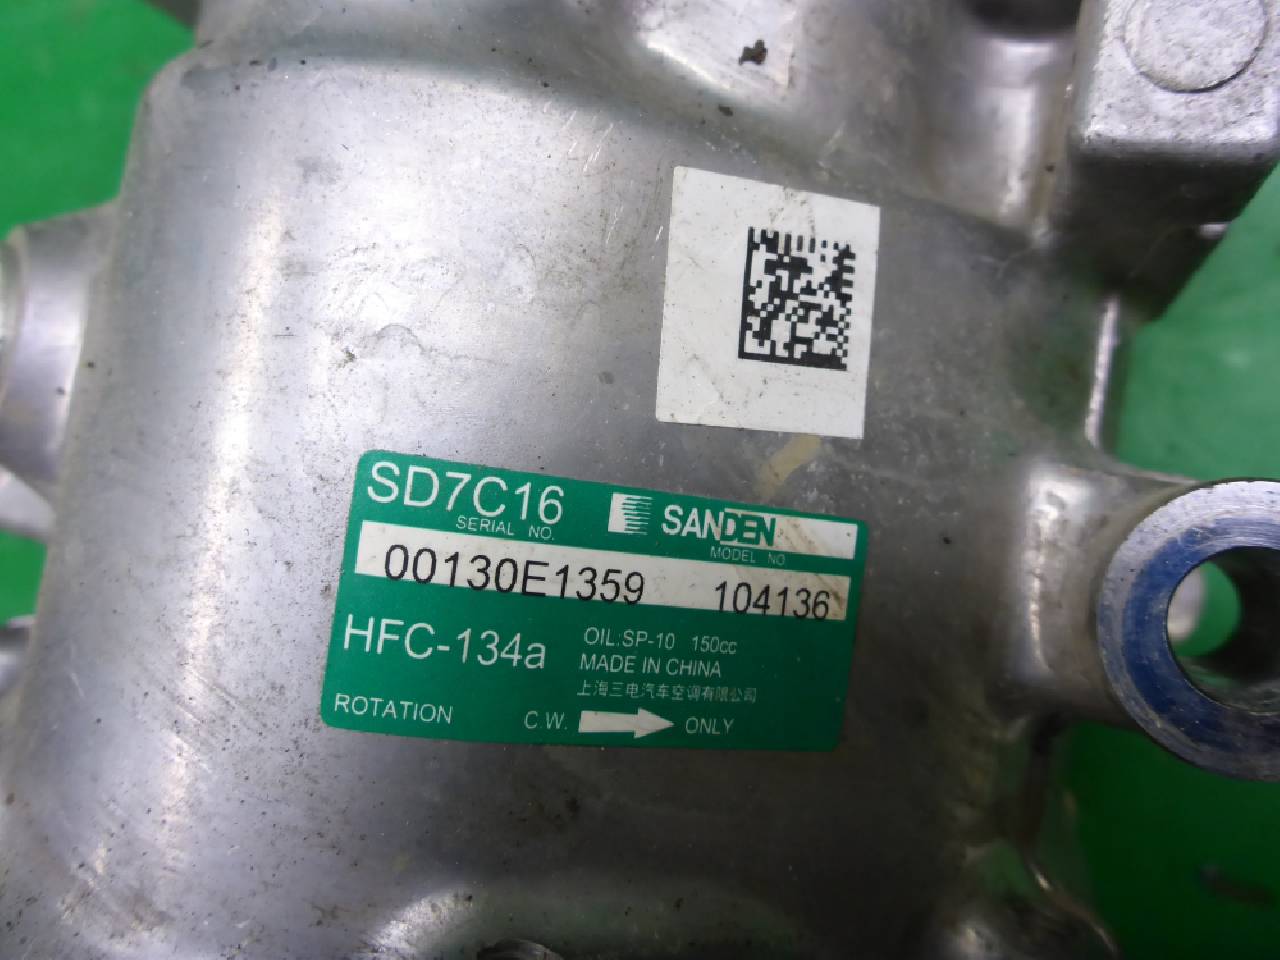 SD7C16
SANDEN
SERIAL NO.
MODEL NO
00130E1359 104136
HFC-134a
OIL:SP-10 150cc
MADE IN CHINA
上海三电汽车空调有限公司
ROTATION C.W. ONLY